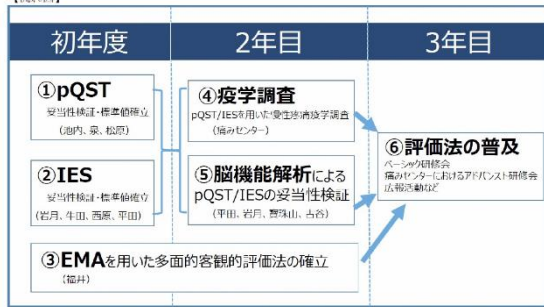 初年度
2年目
3年目
①pQST
妥当性検証・標準値確立
(池内、泉、松原)
②IES
妥当性検証・標準値確立
(岩月、牛田、西原、平田)
③EMAを用いた多面的客観的評価法の確立
(福井)
④疫学調査
pQST/IESを用いた慢性疼痛疫学調査
(痛みセンター)
⑤脳機能解析による
pQST/IESの妥当性検証
(平田、岩月、寶珠山、古谷)
⑥評価法の普及
ベーシック研修会
痛みセンターにおけるアドバンスト研修会
広報活動など